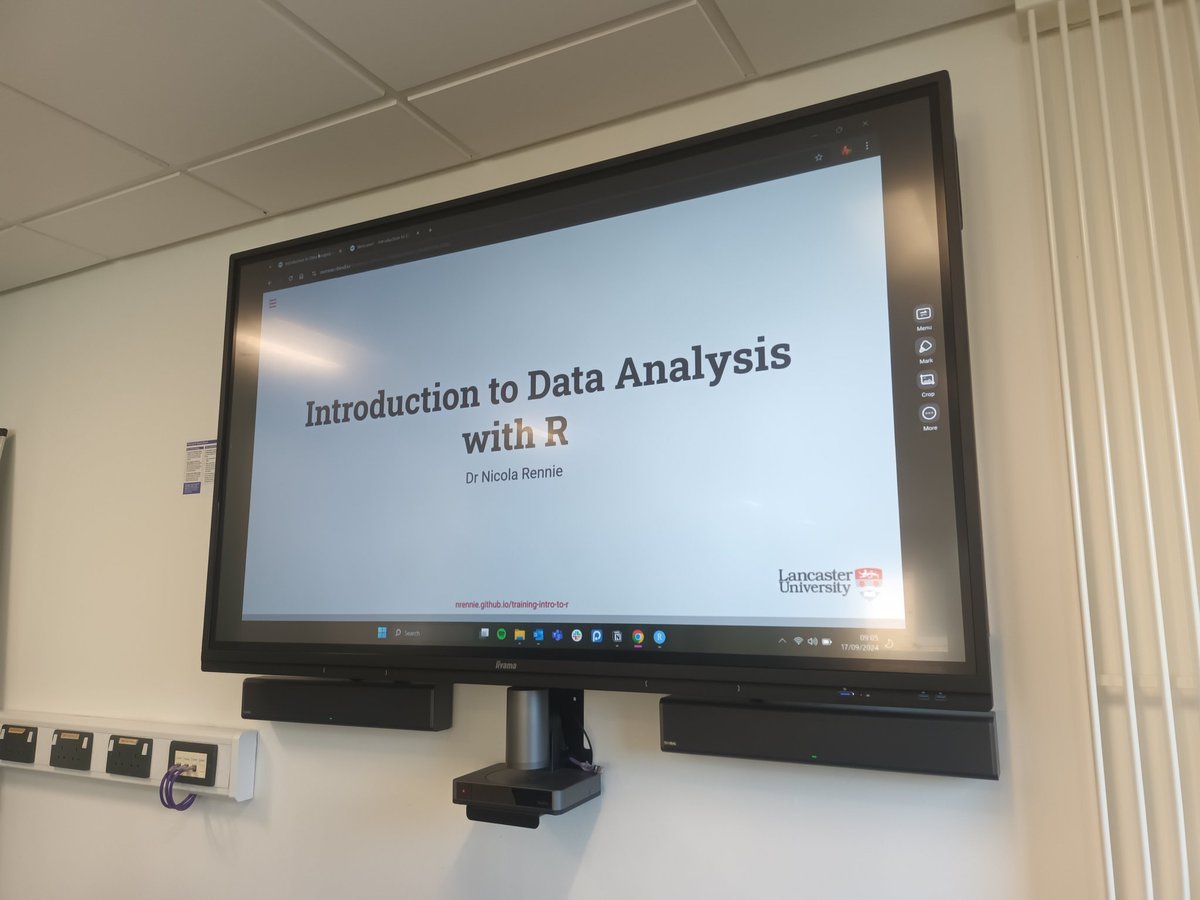 Introduction to Data Analysis
with R
Dr Nicola Rennie
Lancaster
University
nrennie.github.io/training-intro-to-r
Menu
Mark
Crop
More
Search
09:05
17/09/2024
iiyama